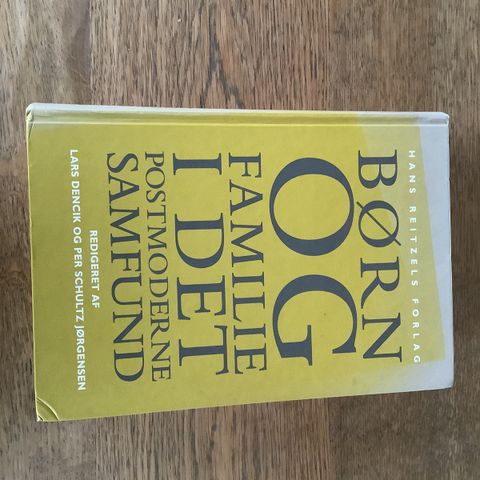 HANS REITZELS FORLAG
BØRN
OG
FAMILIE
I DET
POSTMODERNE
SAMFUND
REDIGERET AF
LARS DENCIK OG PER SCHULTZ JØRGENSEN